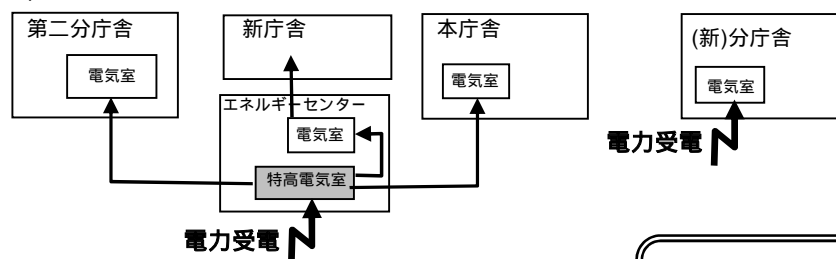 第二分庁舎
新庁舎
本庁舎
(新)分庁舎
電気室
電気室
電気室
エネルギーセンター
電気室
特高電気室
電力受電
電力受電